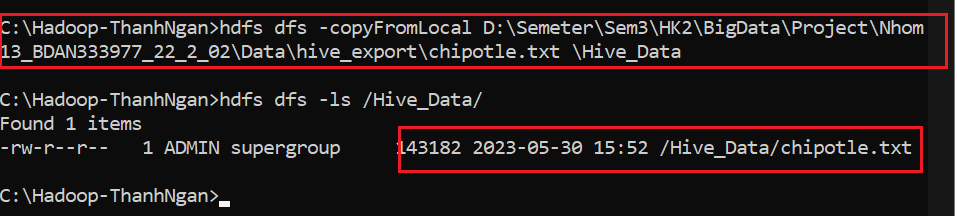 C:\Hadoop-ThanhNgan>hdfs dfs -copyFromLocal D:\Semeter\Sem3\HK2\BigData\Project\Nhom
13_BDAN333977_22_2_02\Data\hive_export\chipotle.txt \Hive_Data
C:\Hadoop-ThanhNgan>hdfs dfs -ls /Hive_Data/
Found 1 items
-rw-r--r--   1 ADMIN supergroup     143182 2023-05-30 15:52 /Hive_Data/chipotle.txt
C:\Hadoop-ThanhNgan>